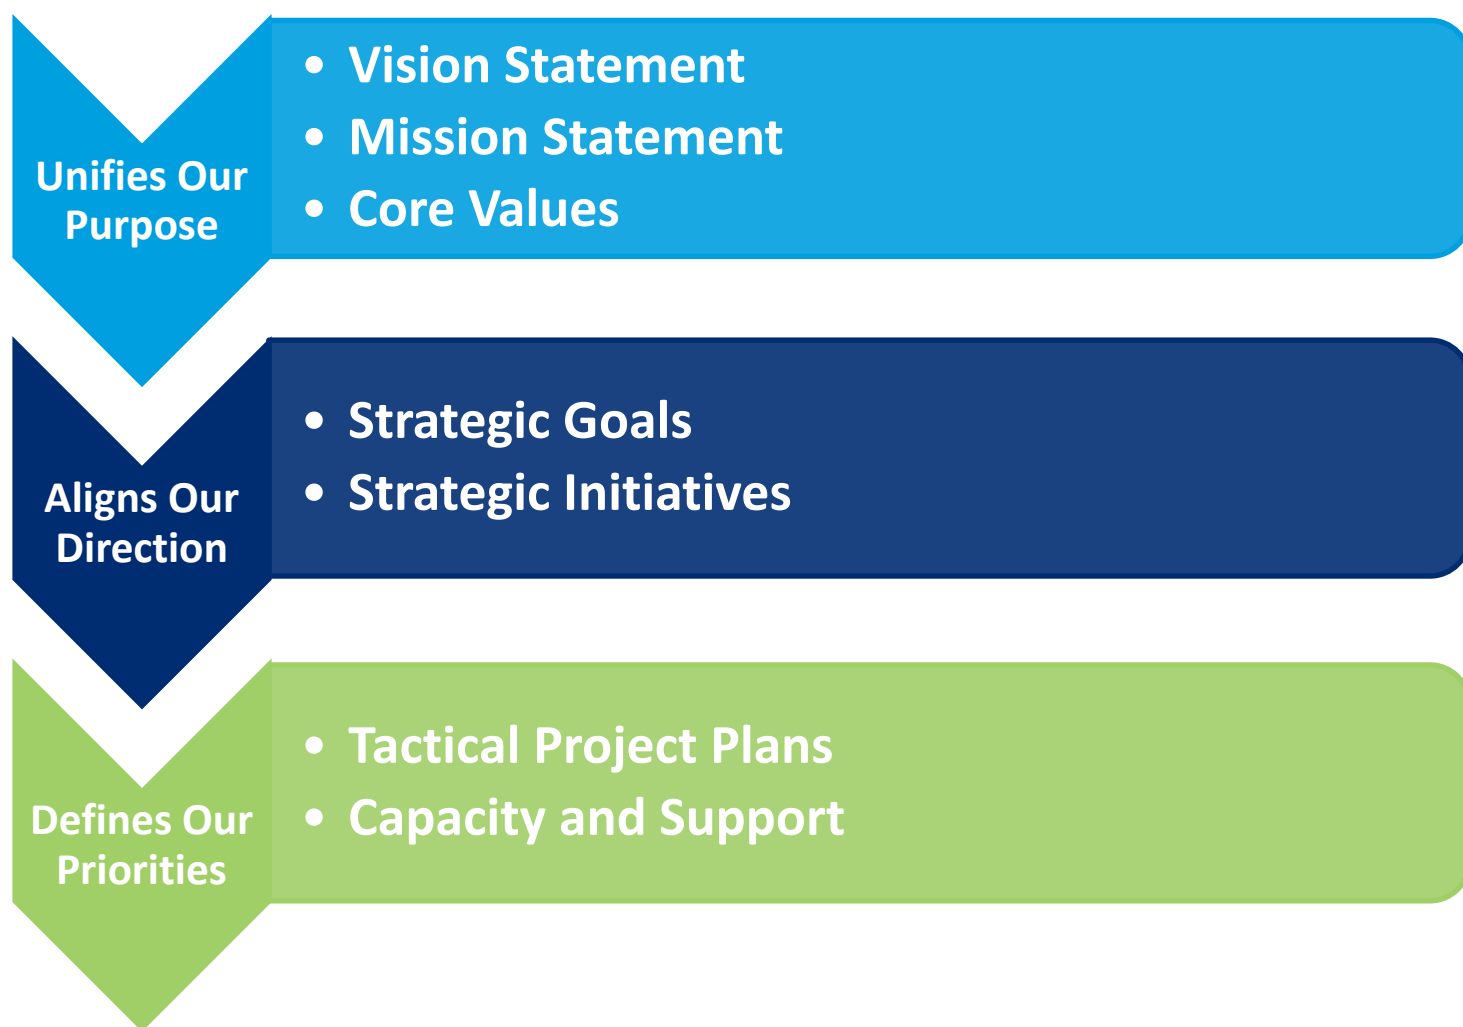 Unifies Our
Purpose
• Vision Statement
• Mission Statement
• Core Values
Aligns Our
Direction
• Strategic Goals
• Strategic Initiatives
Defines Our
Priorities
• Tactical Project Plans
• Capacity and Support